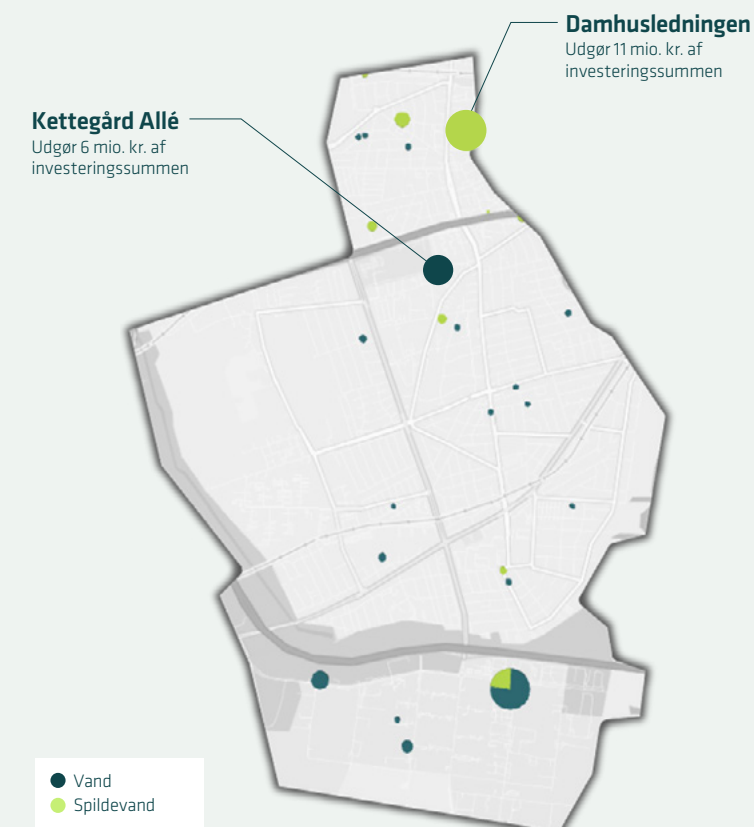 Damhusledningen
Udgør 11 mio. kr. af
investeringssummen
Kettegård Allé
Udgør 6 mio. kr. af
investeringssummen
Vand
Spildevand